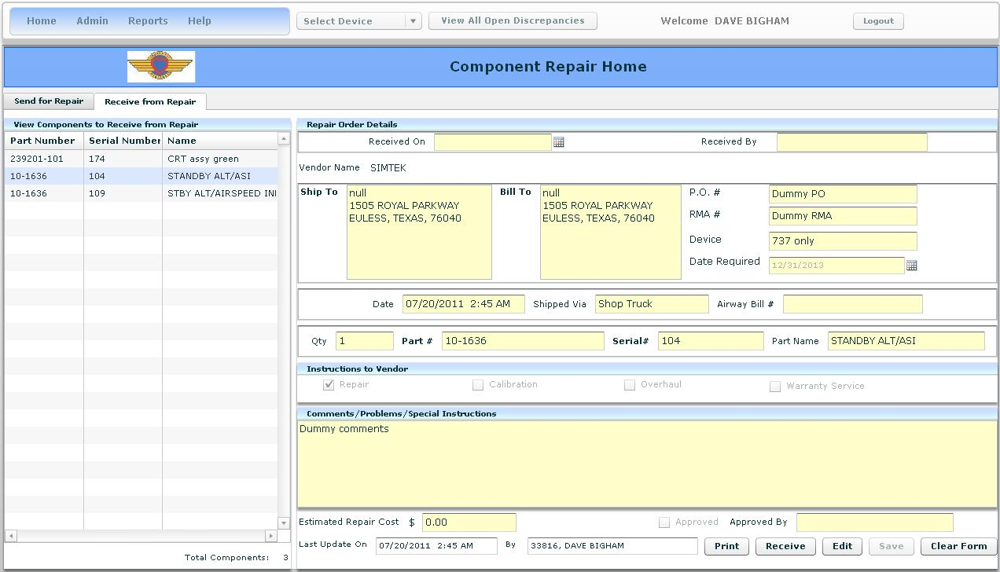 Home Admin Reports Help Select Device View All Open Discrepancies Welcome DAVE BIGHAM Logout
Component Repair Home
Send for Repair Receive from Repair
View Components to Receive from Repair
Part Number Serial Number Name
239201-101 174 CRT assy green
10-1636 104 STANDBY ALT/ASI
10-1636 109 STBY ALT/AIRSPEED INI
Total Components: 3
Repair Order Details
Received On Received By
Vendor Name SIMTEK
Ship To null
1505 ROYAL PARKWAY
EULESS, TEXAS, 76040
Bill To null
1505 ROYAL PARKWAY
EULESS, TEXAS, 76040
P.O. # Dummy PO
RMA # Dummy RMA
Device 737 only
Date Required 12/31/2013
Date 07/20/2011 2:45 AM Shipped Via Shop Truck Airway Bill #
Qty 1 Part # 10-1636 Serial# 104 Part Name STANDBY ALT/ASI
Instructions to Vendor
Repair Calibration Overhaul Warranty Service
Comments/Problems/Special Instructions
Dummy comments
Estimated Repair Cost $ 0.00 Approved Approved By
Last Update On 07/20/2011 2:45 AM By 33816, DAVE BIGHAM Print Receive Edit Save Clear Form